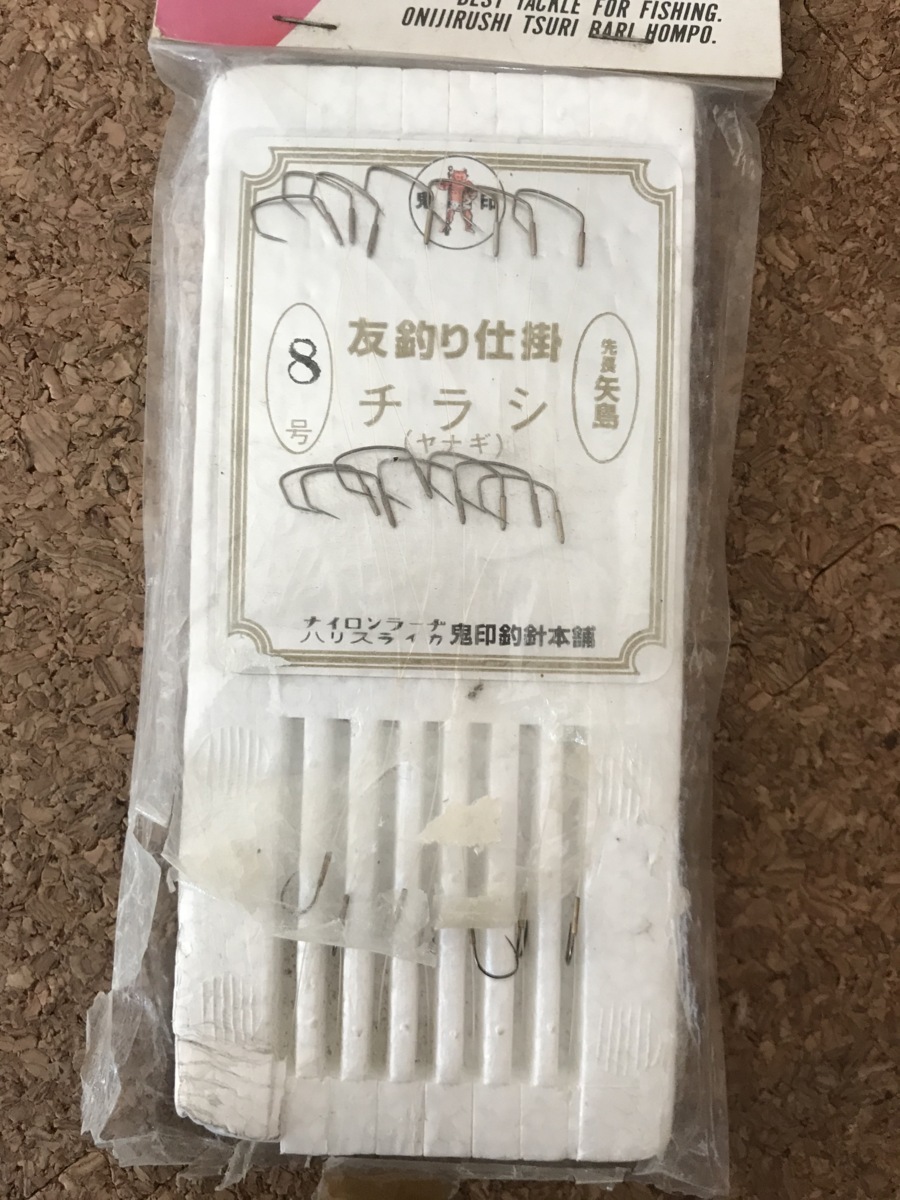 BEST TACKLE FOR FISHING.
ONIJIRUSHI TSURI BARI HOMPO.
鬼印
友釣り仕掛
8号
先長矢島
チラシ
(ヤナギ)
ナイロンラーヂ
ハリスライカ
鬼印釣針本舗